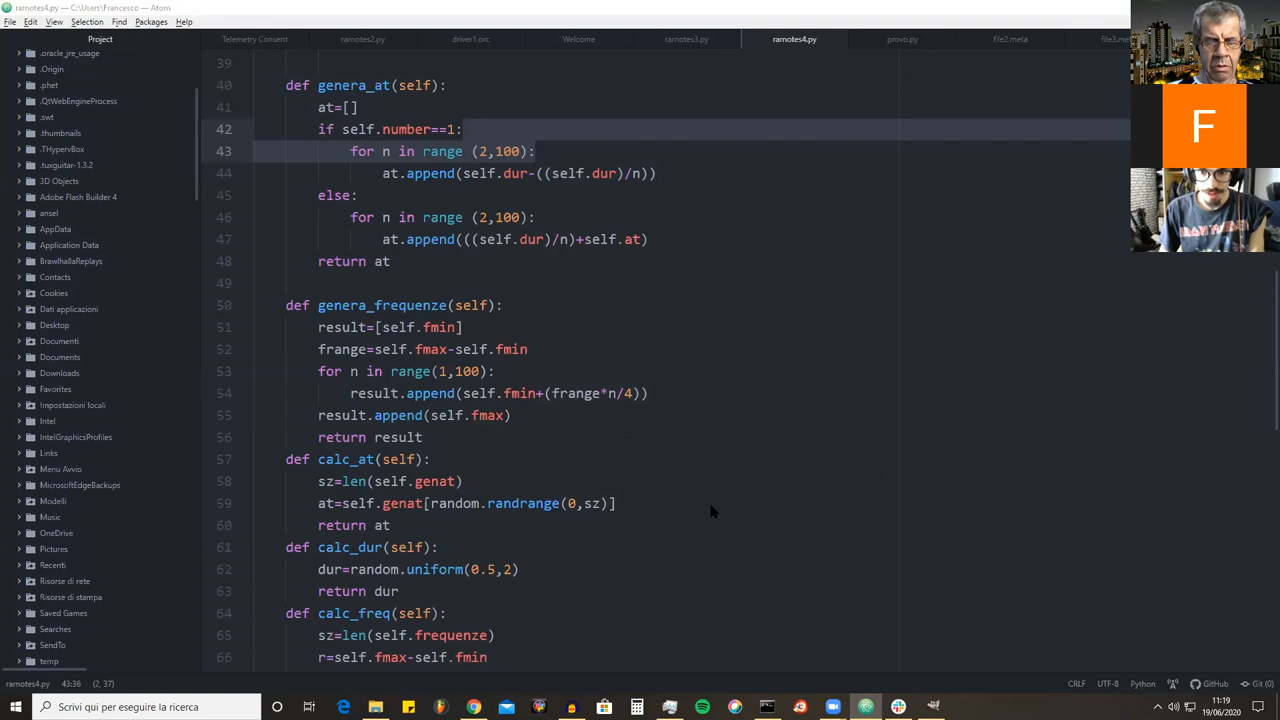 rarnotes4.py — C:\Users\Francesco — Atom
File Edit View Selection Find Packages Help
Project
Telemetry Consent rarnotes2.py driver1.orc Welcome rarnotes3.py rarnotes4.py provo.py File2.meta file3.me
.oracle_jre_usage
.Origin
.phet
.QtWebEngineProcess
.swt
.thumbnails
.THypervBox
.tuxguitar-1.3.2
3D Objects
Adobe Flash Builder 4
ansel
AppData
Application Data
BrawlhallaReplays
Contacts
Cookies
Dati applicazioni
Desktop
Documenti
Documents
Downloads
Favorites
Impostazioni locali
Intel
IntelGraphicsProfiles
Links
Menu Avvio
MicrosoftEdgeBackups
Modelli
Music
OneDrive
Pictures
Recenti
Risorse di rete
Risorse di stampa
Saved Games
Searches
SendTo
temp
39
40 def genera_at(self):
41 at=[]
42 if self.number==1:
43 for n in range (2,100):
44 at.append(self.dur-((self.dur)/n))
45 else:
46 for n in range (2,100):
47 at.append(((self.dur)/n)+self.at)
48 return at
49
50 def genera_frequenze(self):
51 result=[self.fmin]
52 frange=self.fmax-self.fmin
53 for n in range(1,100):
54 result.append(self.fmin+(frange*n/4))
55 result.append(self.fmax)
56 return result
57 def calc_at(self):
58 sz=len(self.genat)
59 at=self.genat[random.randrange(0,sz)]
60 return at
61 def calc_dur(self):
62 dur=random.uniform(0.5,2)
63 return dur
64 def calc_freq(self):
65 sz=len(self.frequenze)
66 r=self.fmax-self.fmin
F
rarnotes4.py 43:36 (2, 37) CRLF UTF-8 Python GitHub Git (0)
Scrivi qui per eseguire la ricerca
11:19
19/06/2020